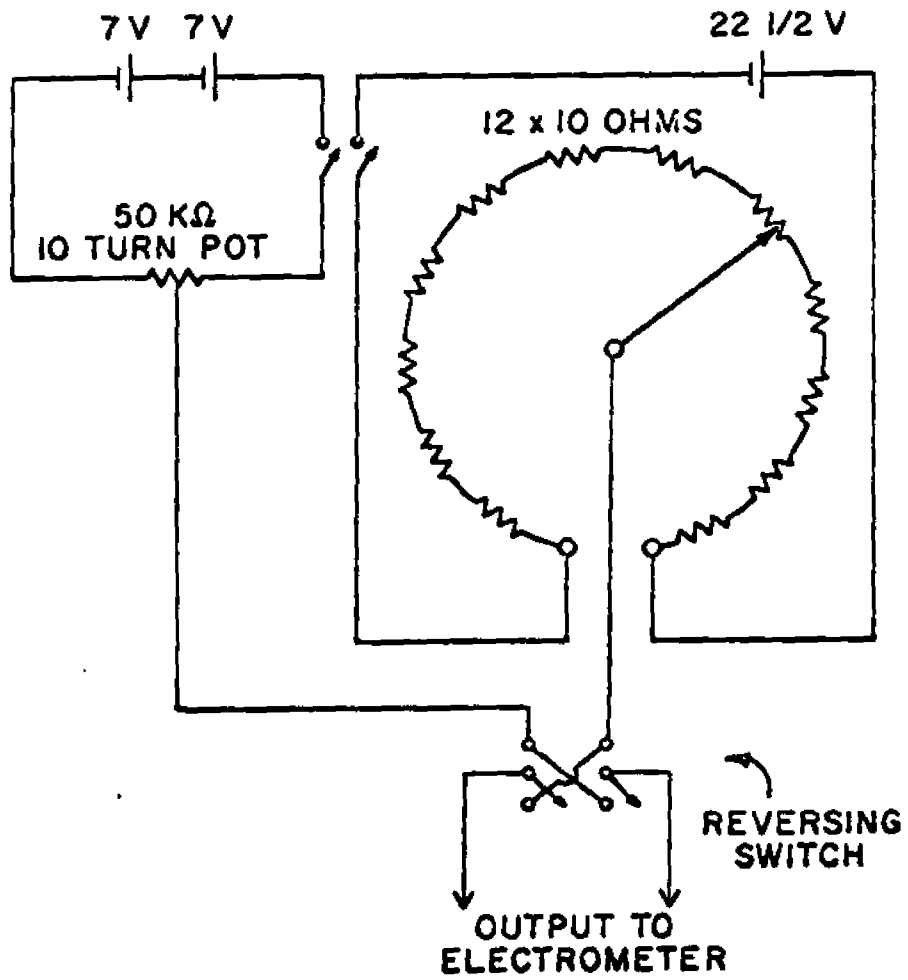 7 V 7 V
22 1/2 V
12 x 10 OHMS
50 KΩ
10 TURN POT
REVERSING
SWITCH
OUTPUT TO
ELECTROMETER